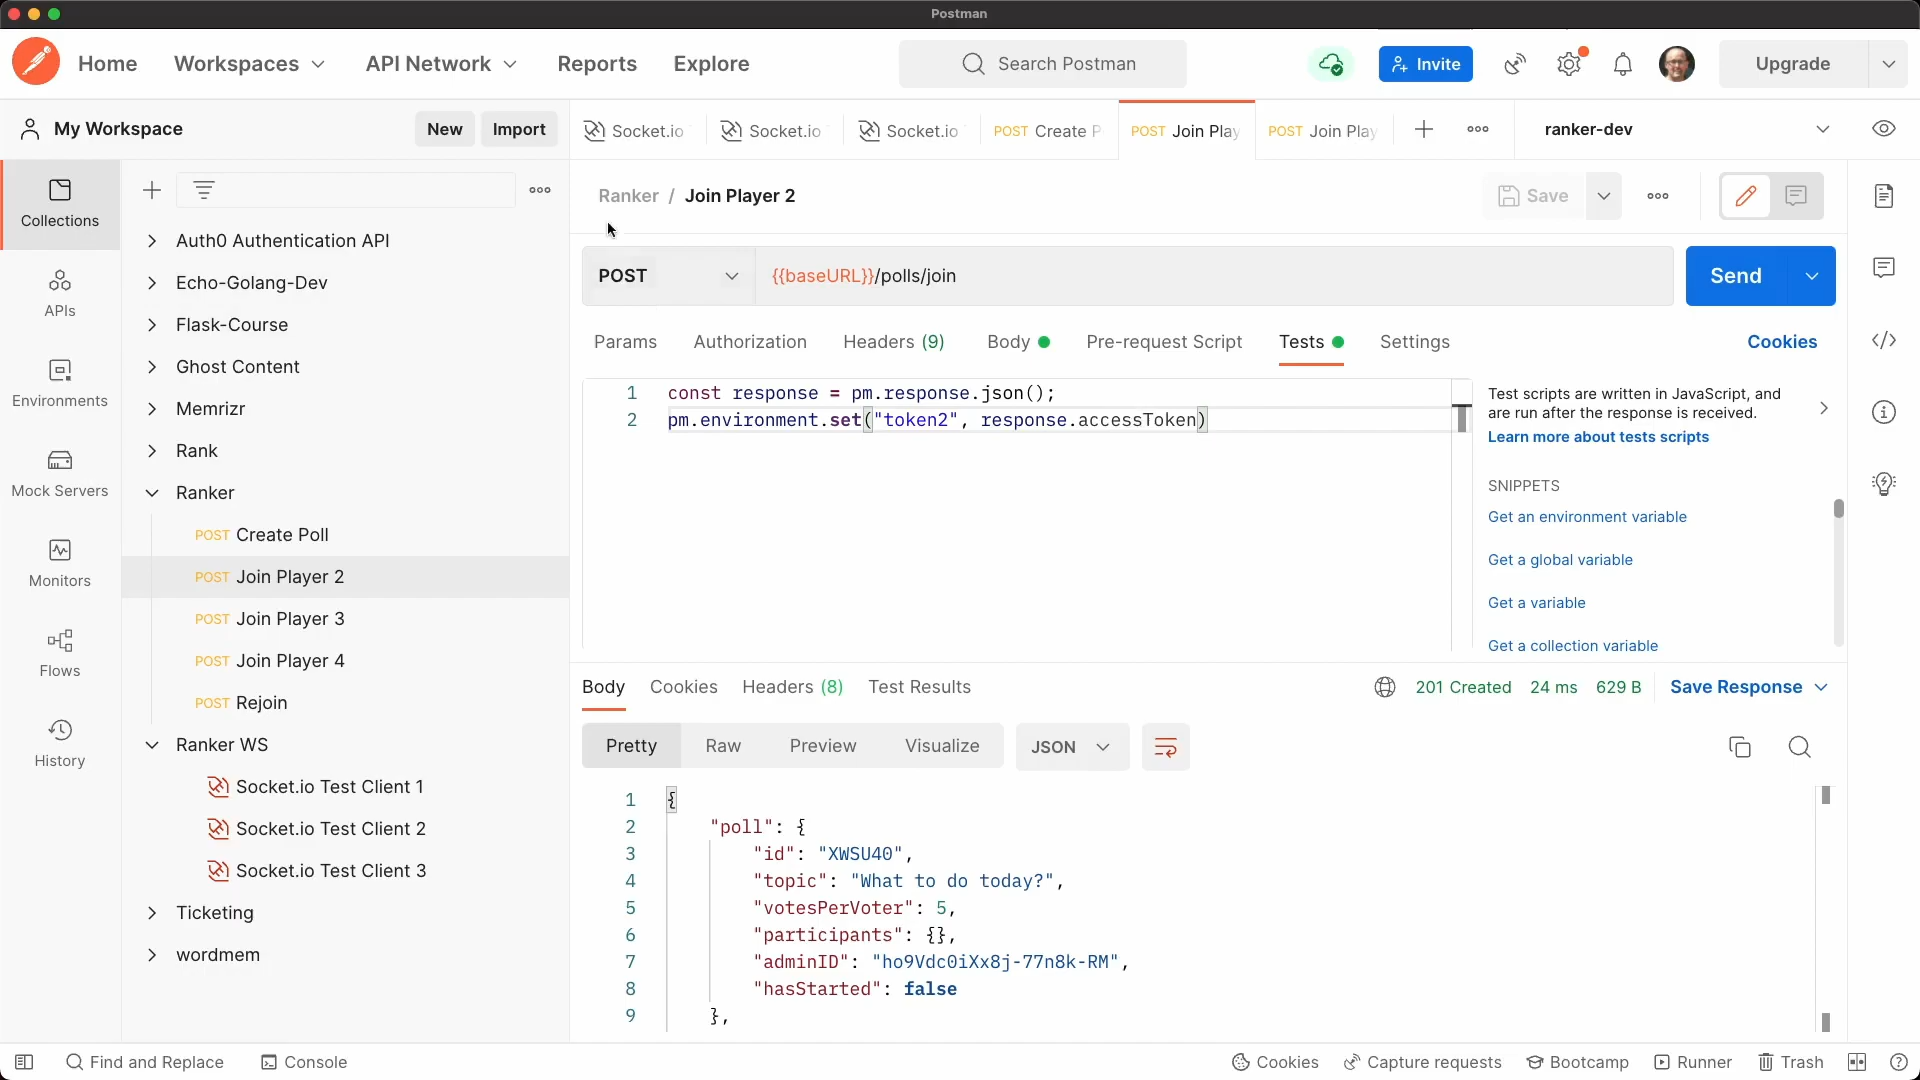 Postman
Home
Workspaces
API Network
Reports
Explore
Search Postman
Invite
Upgrade
My Workspace
New
Import
Socket.io
Socket.io
Socket.io
POST Create P
POST Join Play
POST Join Play
ranker-dev
Collections
APIs
Environments
Mock Servers
Monitors
Flows
History
Auth0 Authentication API
Echo-Golang-Dev
Flask-Course
Ghost Content
Memrizr
Rank
Ranker
POST Create Poll
POST Join Player 2
POST Join Player 3
POST Join Player 4
POST Rejoin
Ranker WS
Socket.io Test Client 1
Socket.io Test Client 2
Socket.io Test Client 3
Ticketing
wordmem
Ranker / Join Player 2
Save
POST
{{baseURL}}/polls/join
Send
Params
Authorization
Headers (9)
Body
Pre-request Script
Tests
Settings
Cookies
1 const response = pm.response.json();
2 pm.environment.set("token2", response.accessToken)
Test scripts are written in JavaScript, and
are run after the response is received.
Learn more about tests scripts
SNIPPETS
Get an environment variable
Get a global variable
Get a variable
Get a collection variable
Body
Cookies
Headers (8)
Test Results
201 Created
24 ms
629 B
Save Response
Pretty
Raw
Preview
Visualize
JSON
1 {
2 "poll": {
3 "id": "XWSU40",
4 "topic": "What to do today?",
5 "votesPerVoter": 5,
6 "participants": {},
7 "adminID": "ho9Vdc0iXx8j-77n8k-RM",
8 "hasStarted": false
9 },
Find and Replace
Console
Cookies
Capture requests
Bootcamp
Runner
Trash